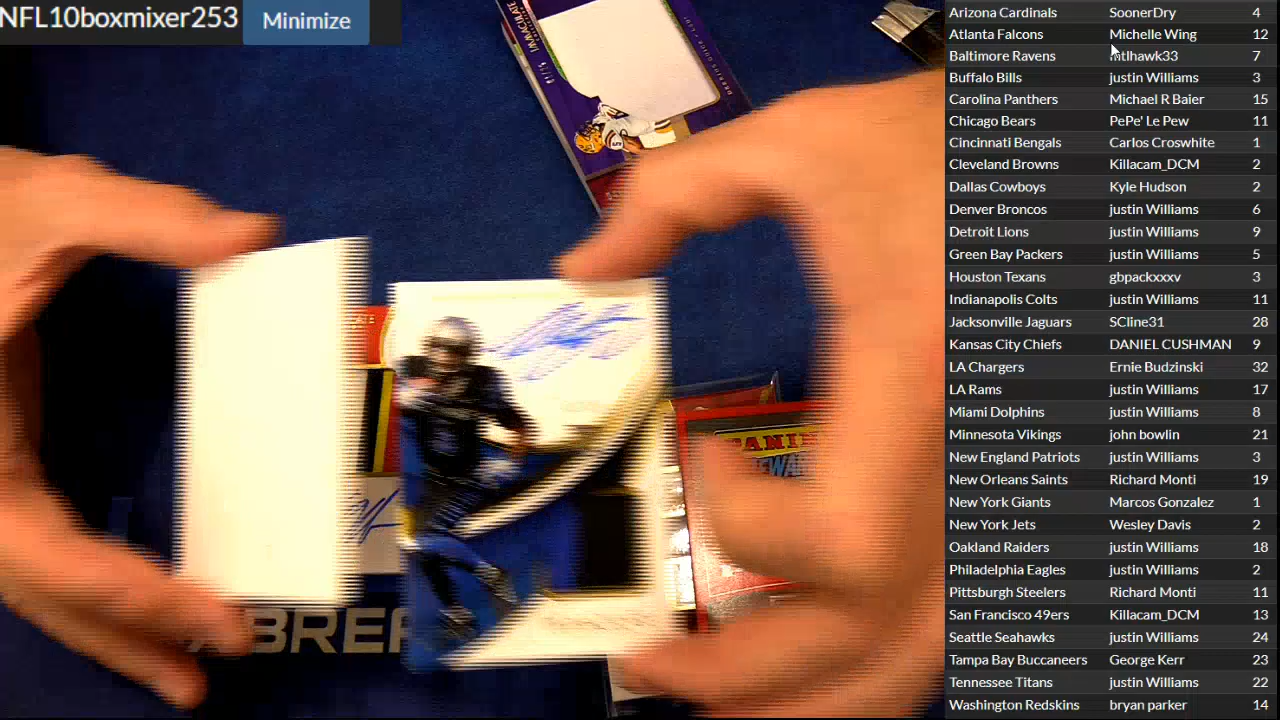 NFL10boxmixer253 Minimize
IMMACULATE
PANINI
BREA
Arizona Cardinals SoonerDry 4
Atlanta Falcons Michelle Wing 12
Baltimore Ravens mtlhawk33 7
Buffalo Bills justin Williams 3
Carolina Panthers Michael R Baier 15
Chicago Bears PePe' Le Pew 11
Cincinnati Bengals Carlos Croswhite 1
Cleveland Browns Killacam_DCM 2
Dallas Cowboys Kyle Hudson 2
Denver Broncos justin Williams 6
Detroit Lions justin Williams 9
Green Bay Packers justin Williams 5
Houston Texans gbpackxxxv 3
Indianapolis Colts justin Williams 11
Jacksonville Jaguars SCline31 28
Kansas City Chiefs DANIEL CUSHMAN 9
LA Chargers Ernie Budzinski 32
LA Rams justin Williams 17
Miami Dolphins justin Williams 8
Minnesota Vikings john bowlin 21
New England Patriots justin Williams 3
New Orleans Saints Richard Monti 19
New York Giants Marcos Gonzalez 1
New York Jets Wesley Davis 2
Oakland Raiders justin Williams 18
Philadelphia Eagles justin Williams 2
Pittsburgh Steelers Richard Monti 11
San Francisco 49ers Killacam_DCM 13
Seattle Seahawks justin Williams 24
Tampa Bay Buccaneers George Kerr 23
Tennessee Titans justin Williams 22
Washington Redskins bryan parker 14